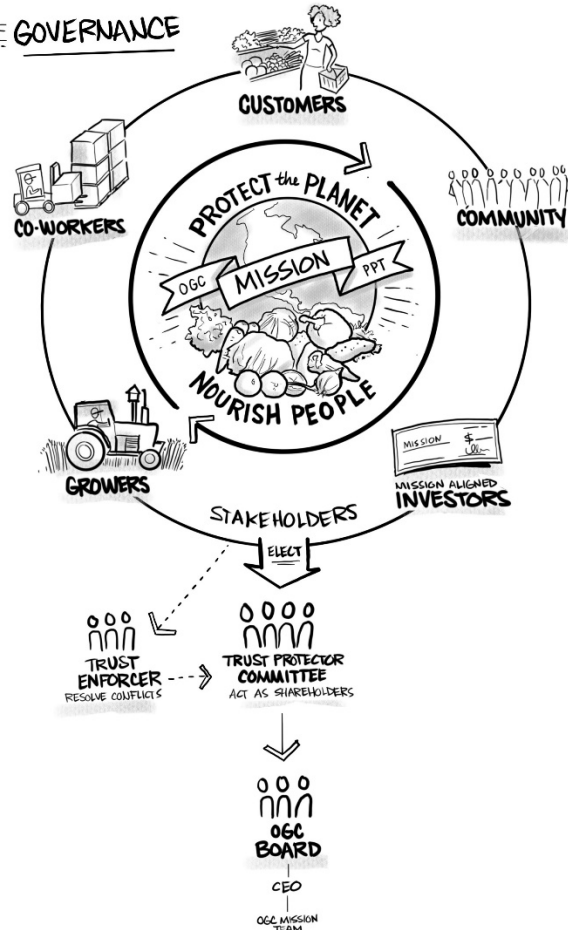 GOVERNANCE
CUSTOMERS
CO-WORKERS
COMMUNITY
PROTECT the PLANET
OGC MISSION PPT
NOURISH PEOPLE
GROWERS
MISSION $
MISSION ALIGNED
INVESTORS
STAKEHOLDERS
ELECT
TRUST
ENFORCER
RESOLVE CONFLICTS
TRUST PROTECTOR
COMMITTEE
ACT AS SHAREHOLDERS
OGC
BOARD
CEO
OGC MISSION
TEAM